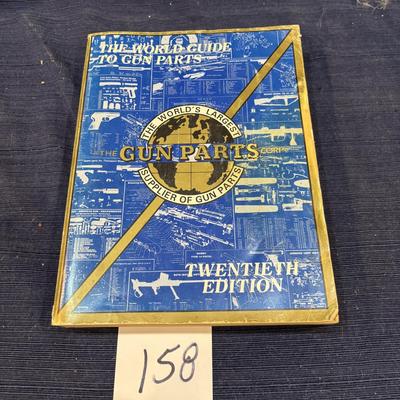 THE WORLD GUIDE
TO GUN PARTS
THE WORLD'S LARGEST
THE GUN PARTS CORP.
SUPPLIER OF GUN PARTS
TWENTIETH
EDITION
158